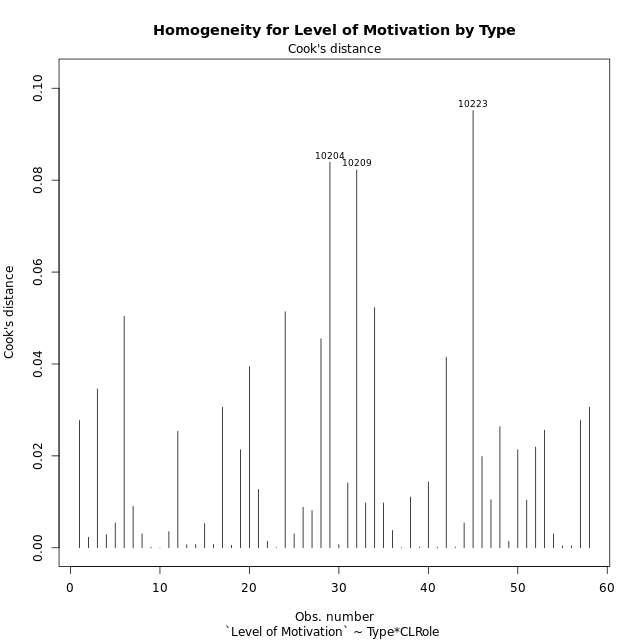 Homogeneity for Level of Motivation by Type
Cook's distance
10223
10204
10209
Cook's distance
0.10
0.08
0.06
0.04
0.02
0.00
0 10 20 30 40 50 60
Obs. number
`Level of Motivation` ~ Type*CLRole